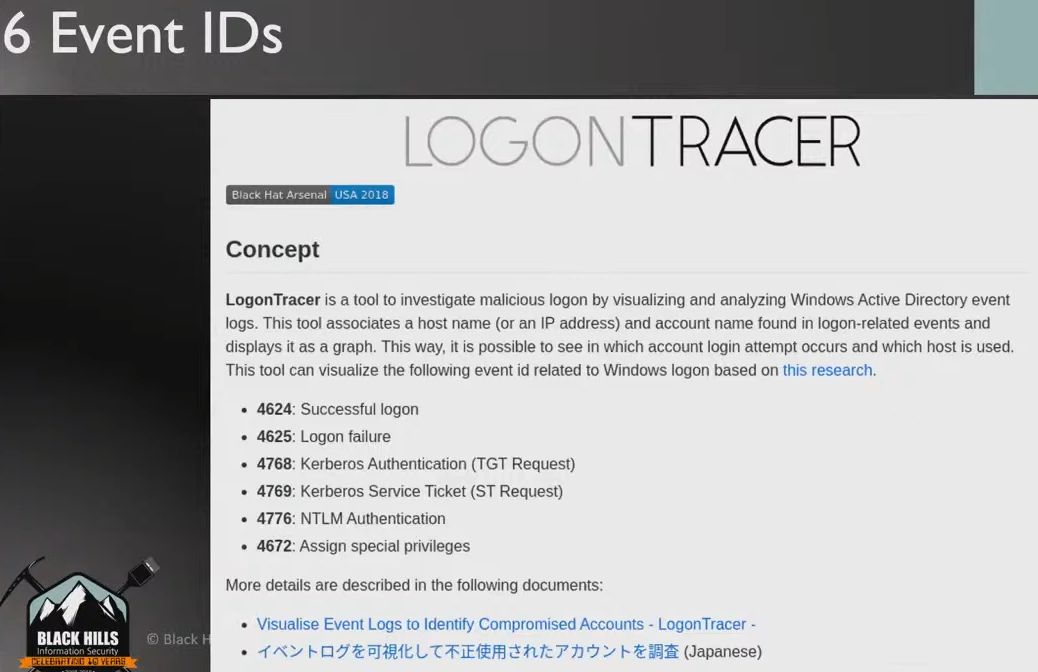 6 Event IDs
LOGONTRACER
Black Hat Arsenal USA 2018
Concept
LogonTracer is a tool to investigate malicious logon by visualizing and analyzing Windows Active Directory event
logs. This tool associates a host name (or an IP address) and account name found in logon-related events and
displays it as a graph. This way, it is possible to see in which account login attempt occurs and which host is used.
This tool can visualize the following event id related to Windows logon based on this research.
• 4624: Successful logon
• 4625: Logon failure
• 4768: Kerberos Authentication (TGT Request)
• 4769: Kerberos Service Ticket (ST Request)
• 4776: NTLM Authentication
• 4672: Assign special privileges
More details are described in the following documents:
• Visualise Event Logs to Identify Compromised Accounts - LogonTracer -
• イベントログを可視化して不正使用されたアカウントを調査 (Japanese)
BLACK HILLS
Information Security
CELEBRATING 10 YEARS
© Black H